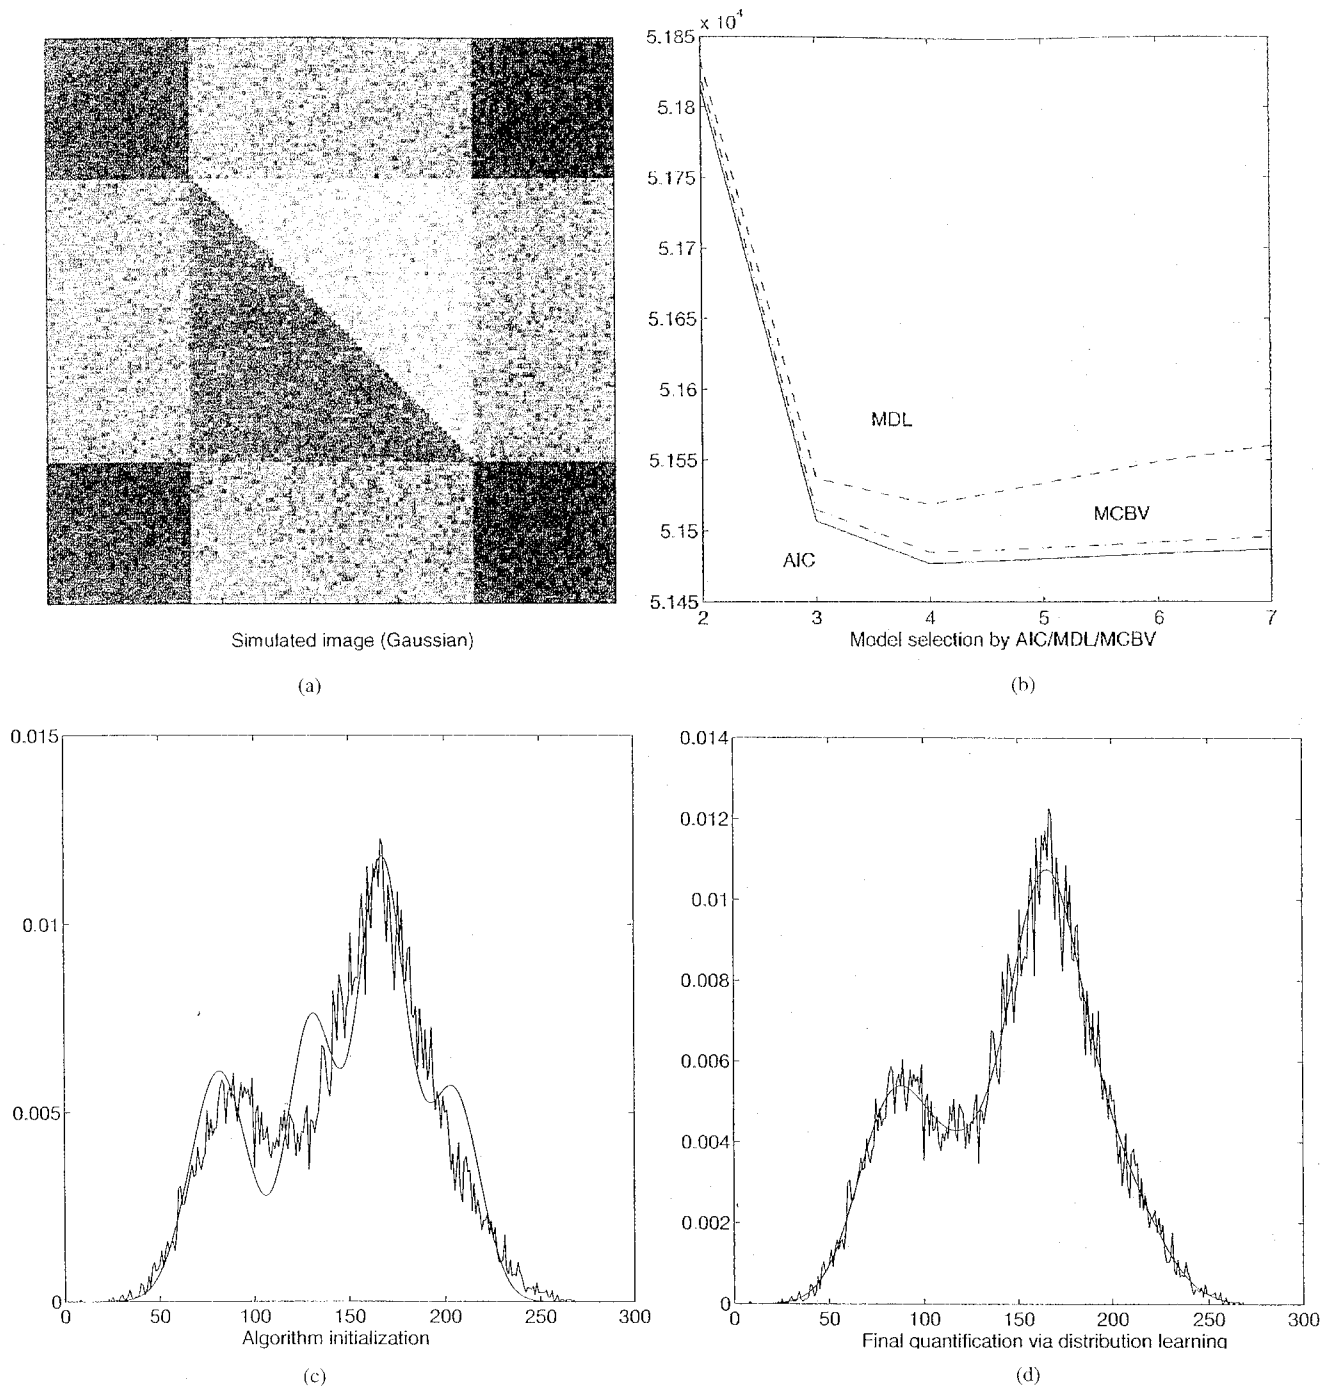 x 10^4
5.185
5.18
5.175
5.17
5.165
5.16
5.155
5.15
5.145
MDL
MCBV
AIC
2 3 4 5 6 7
Simulated image (Gaussian)
Model selection by AIC/MDL/MCBV
(a)
(b)
0.015
0.01
0.005
0
0 50 100 150 200 250 300
Algorithm initialization
(c)
0.014
0.012
0.01
0.008
0.006
0.004
0.002
0
0 50 100 150 200 250 300
Final quantification via distribution learning
(d)